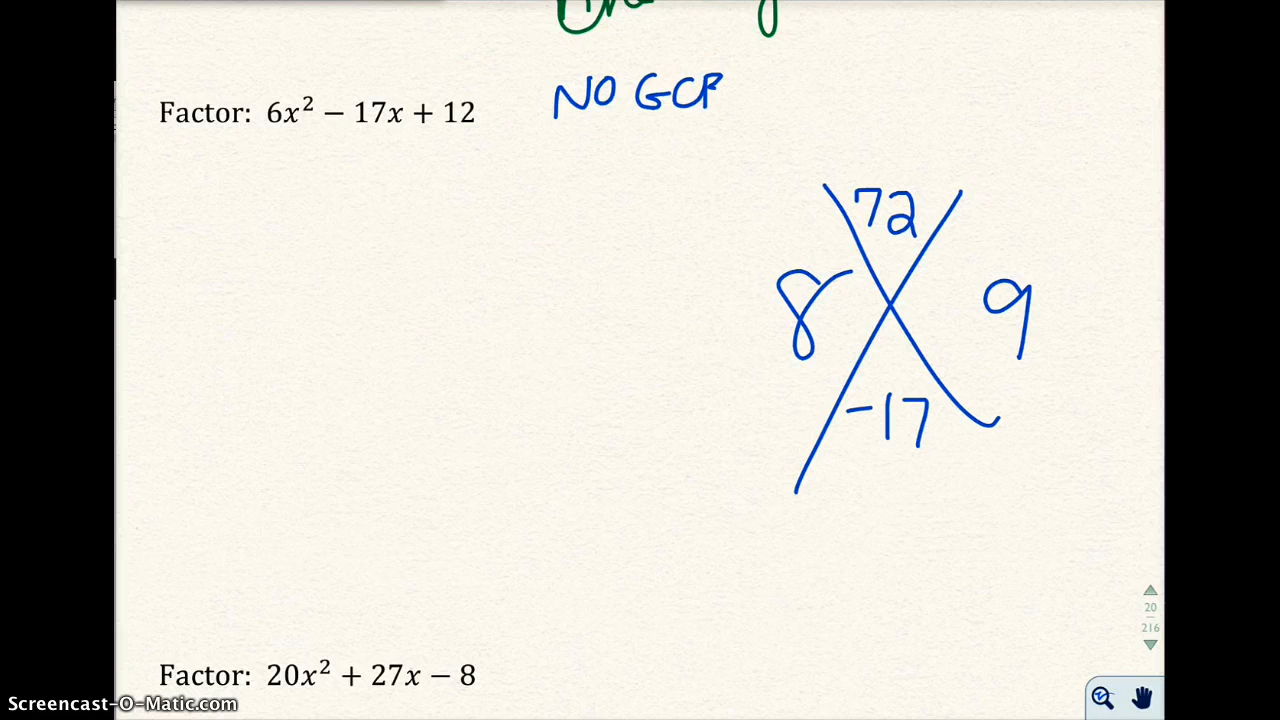 NO GCF
Factor: 6x² − 17x + 12
72
8 9
-17
20
216
Factor: 20x² + 27x − 8
Screencast-O-Matic.com